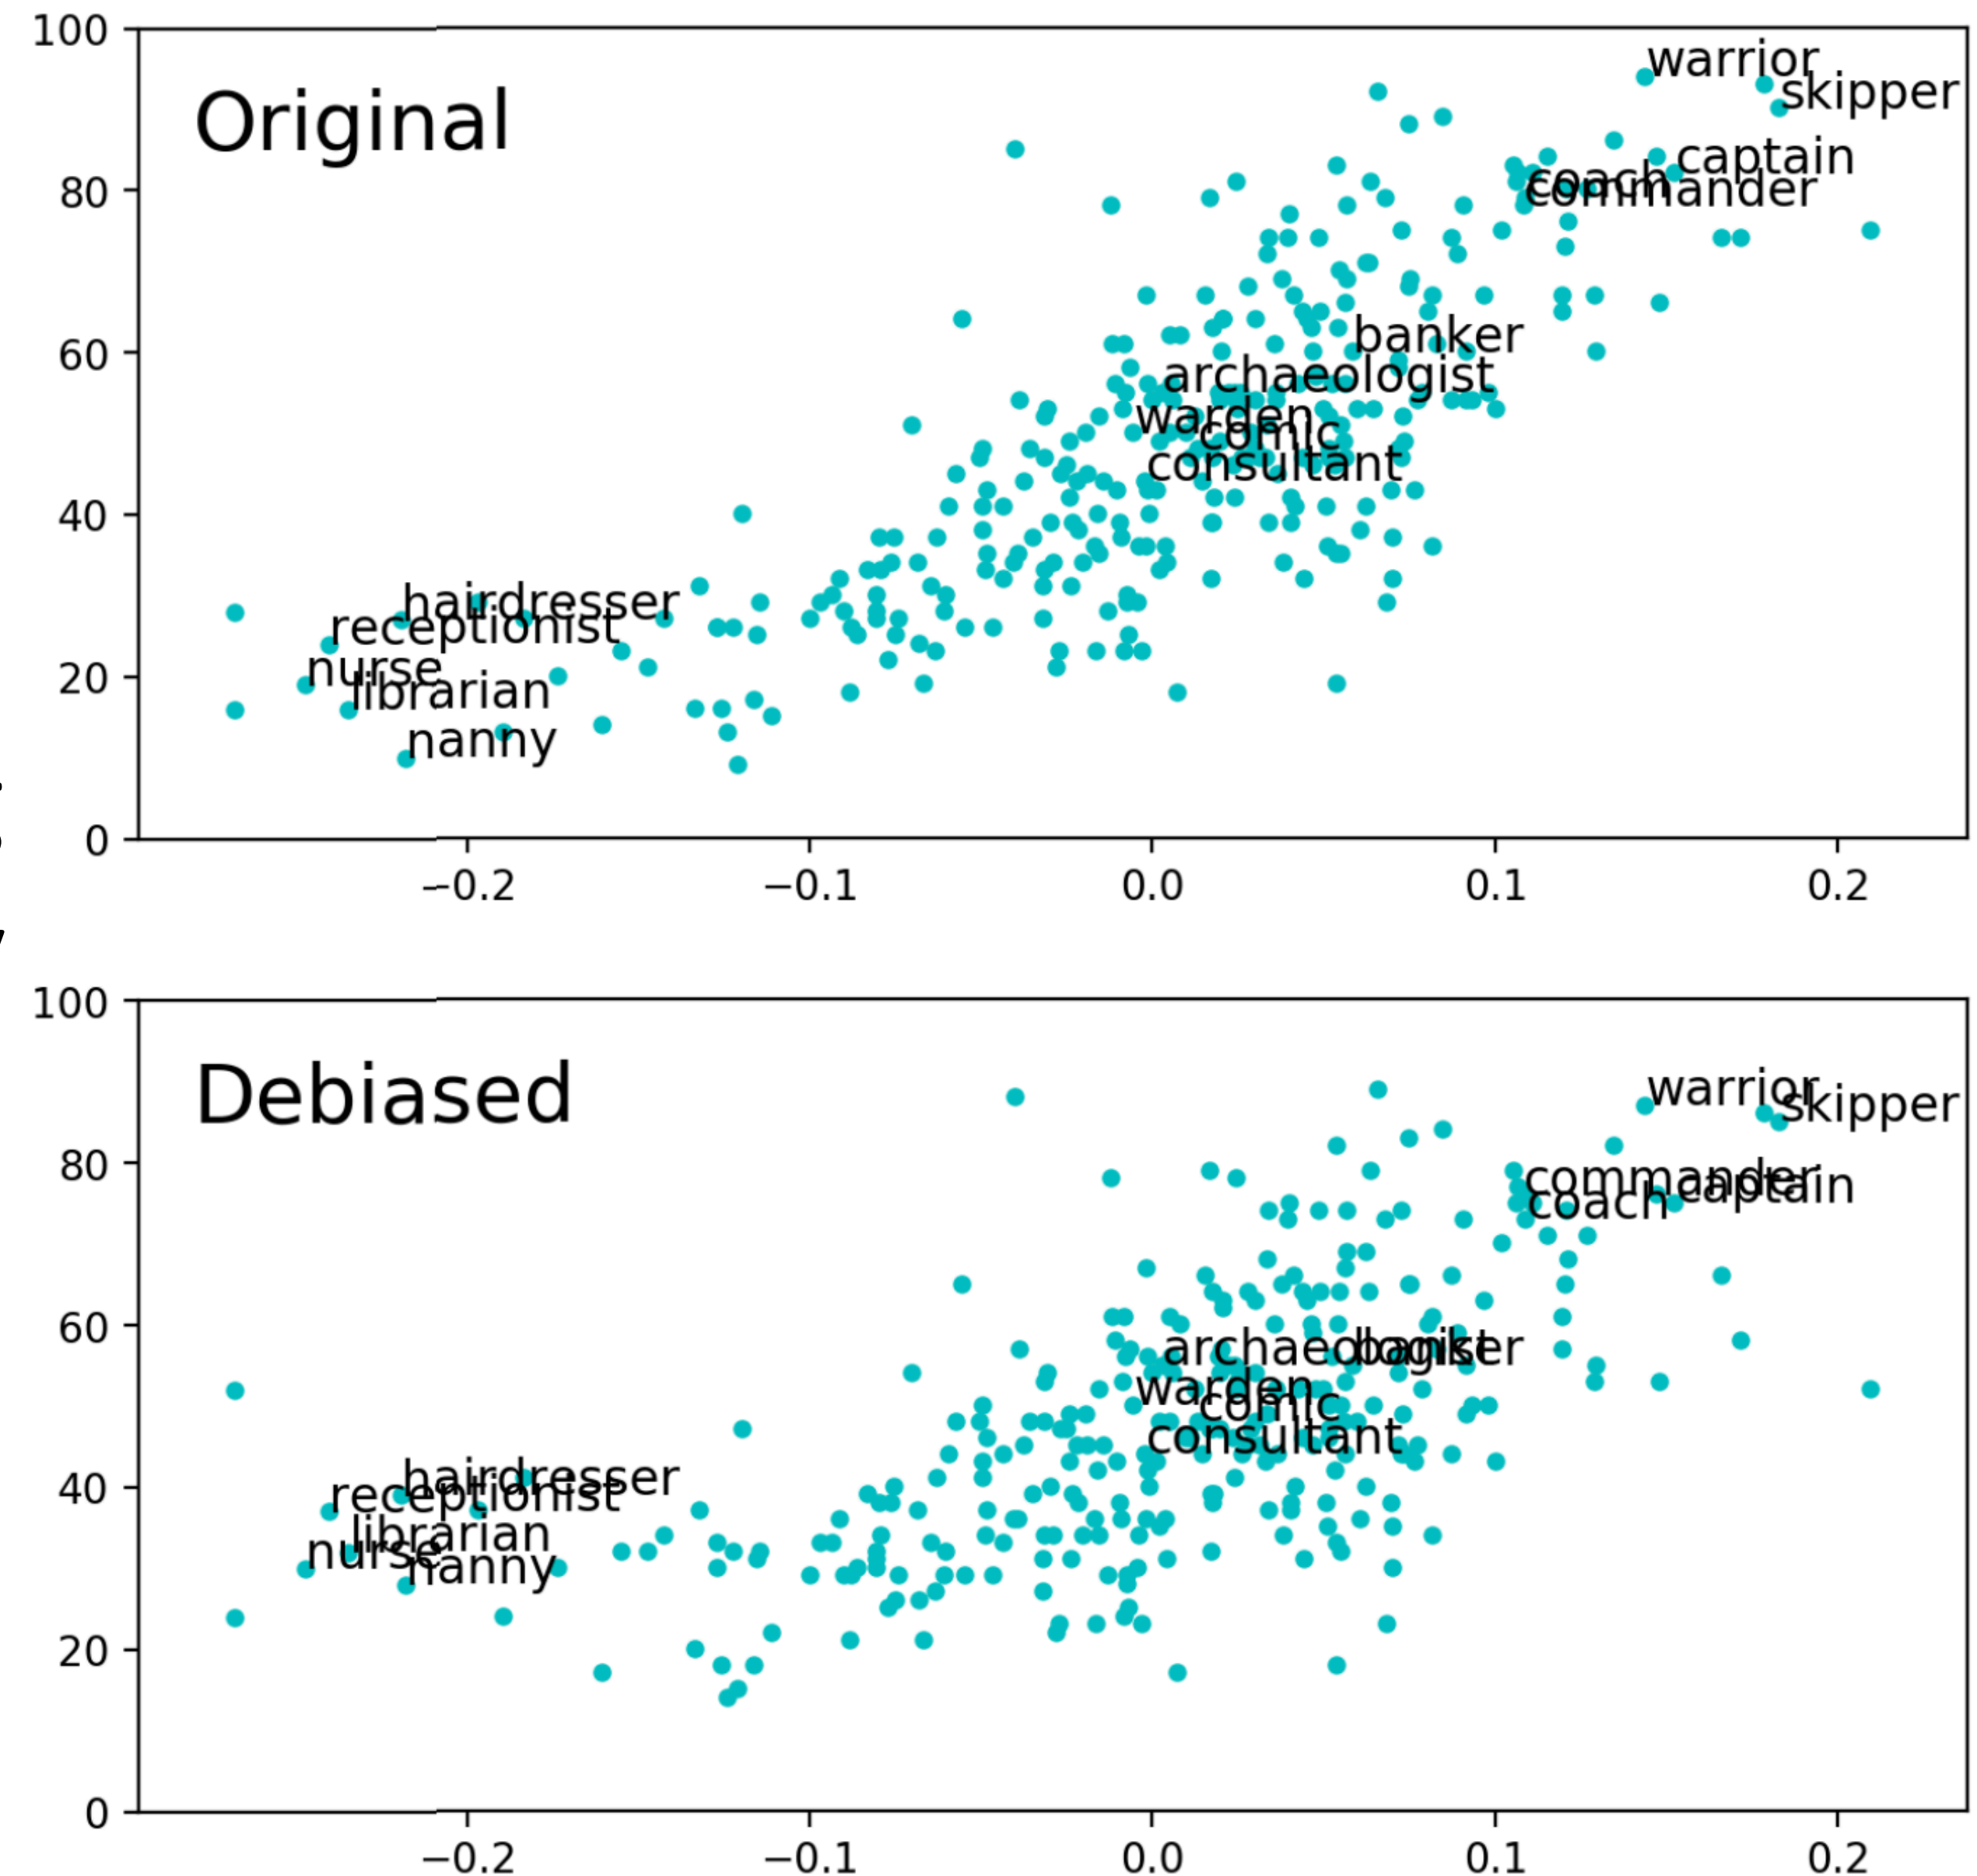 100
Original
warrior
skipper
captain
coach
80
commander
banker
60
archaeologist
warden
comic
consultant
40
hairdresser
receptionist
nurse
20
librarian
nanny
0
−0.2 −0.1 0.0 0.1 0.2
100
Debiased
warrior
skipper
80
commander
captain
coach
60
archaeologist
banker
warden
comic
consultant
40
hairdresser
receptionist
librarian
nurse
nanny
20
0
−0.2 −0.1 0.0 0.1 0.2